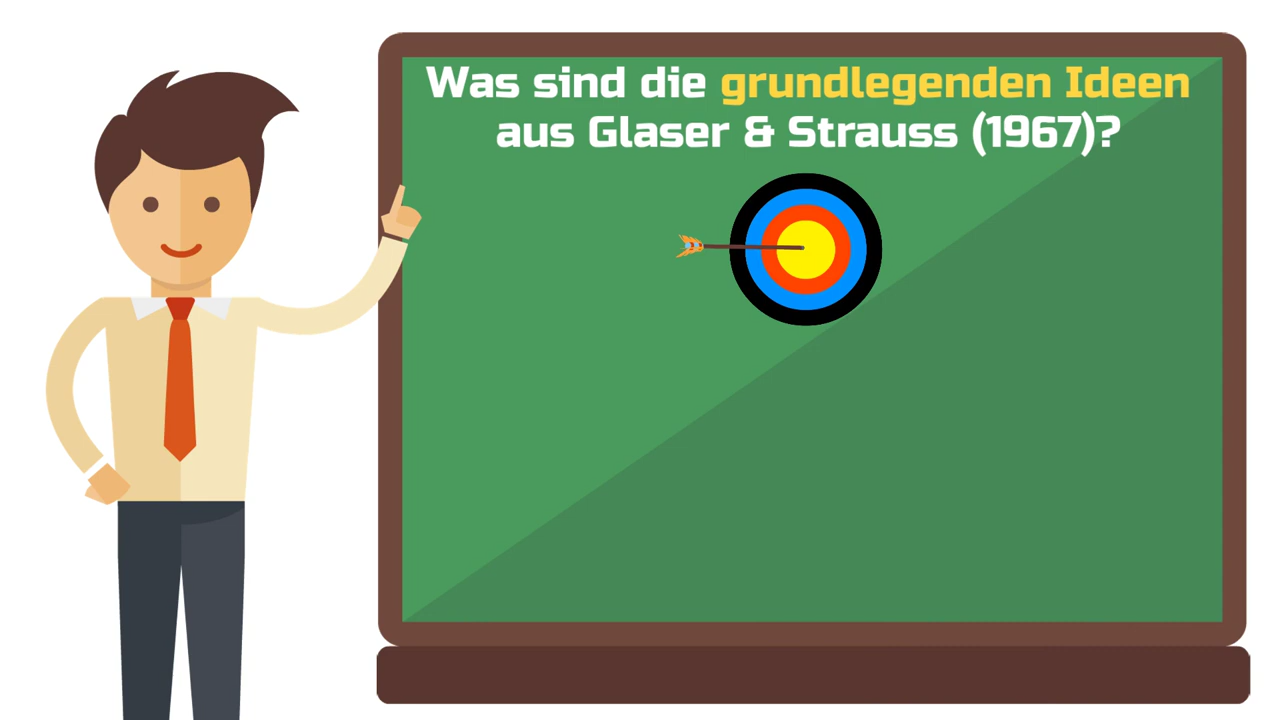 Was sind die grundlegenden Ideen
aus Glaser & Strauss (1967)?